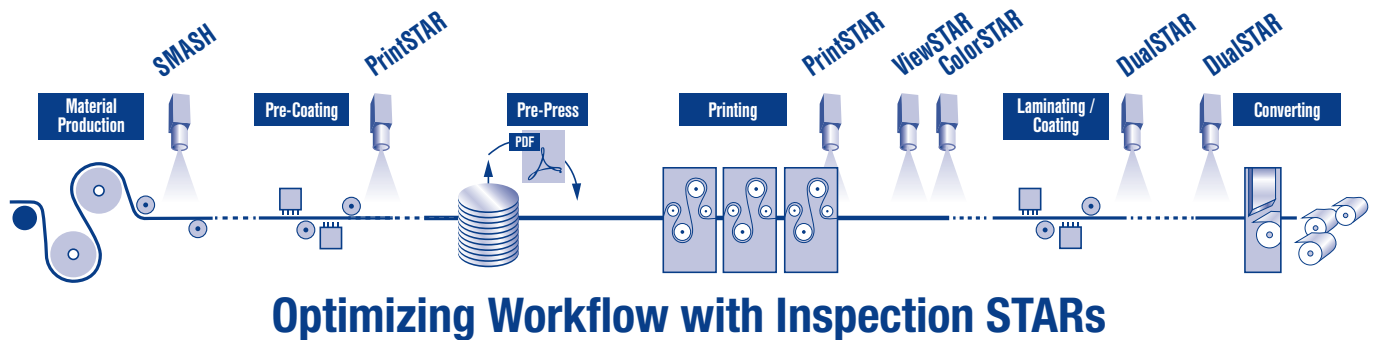 SMASH
PrintSTAR
PrintSTAR
ViewSTAR
ColorSTAR
DualSTAR
DualSTAR
Material
Production
Pre-Coating
Pre-Press
PDF
Printing
Laminating /
Coating
Converting
Optimizing Workflow with Inspection STARs